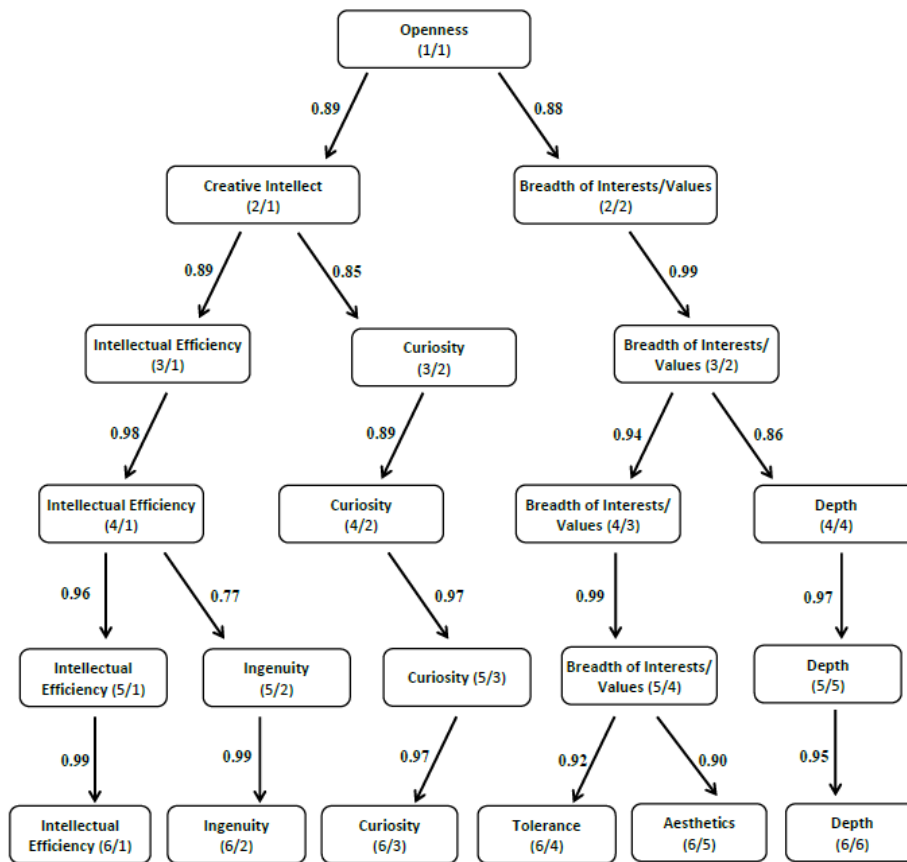 Openness
(1/1)
0.89
0.88
Creative Intellect
(2/1)
Breadth of Interests/Values
(2/2)
0.89
0.85
0.99
Intellectual Efficiency
(3/1)
Curiosity
(3/2)
Breadth of Interests/
Values (3/2)
0.98
0.89
0.94
0.86
Intellectual Efficiency
(4/1)
Curiosity
(4/2)
Breadth of Interests/
Values (4/3)
Depth
(4/4)
0.96
0.77
0.97
0.99
0.97
Intellectual
Efficiency (5/1)
Ingenuity
(5/2)
Curiosity (5/3)
Breadth of Interests/
Values (5/4)
Depth
(5/5)
0.99
0.99
0.97
0.92
0.90
0.95
Intellectual
Efficiency (6/1)
Ingenuity
(6/2)
Curiosity
(6/3)
Tolerance
(6/4)
Aesthetics
(6/5)
Depth
(6/6)